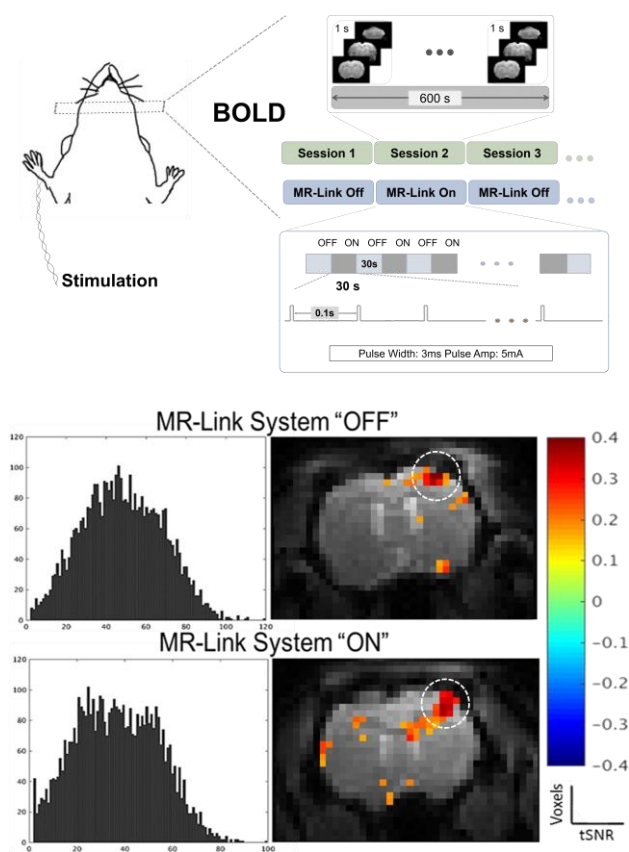 1 s
1 s
600 s
BOLD
Session 1 Session 2 Session 3
MR-Link Off MR-Link On MR-Link Off
OFF ON OFF ON OFF ON
30s
30 s
Stimulation
0.1s
Pulse Width: 3ms Pulse Amp: 5mA
MR-Link System “OFF”
120
100
80
60
40
20
0
0 20 40 60 80 100 120
MR-Link System “ON”
120
100
80
60
40
20
0
0 20 40 60 80 100
0.4
0.3
0.2
0.1
0
−0.1
−0.2
−0.3
−0.4
Voxels
tSNR